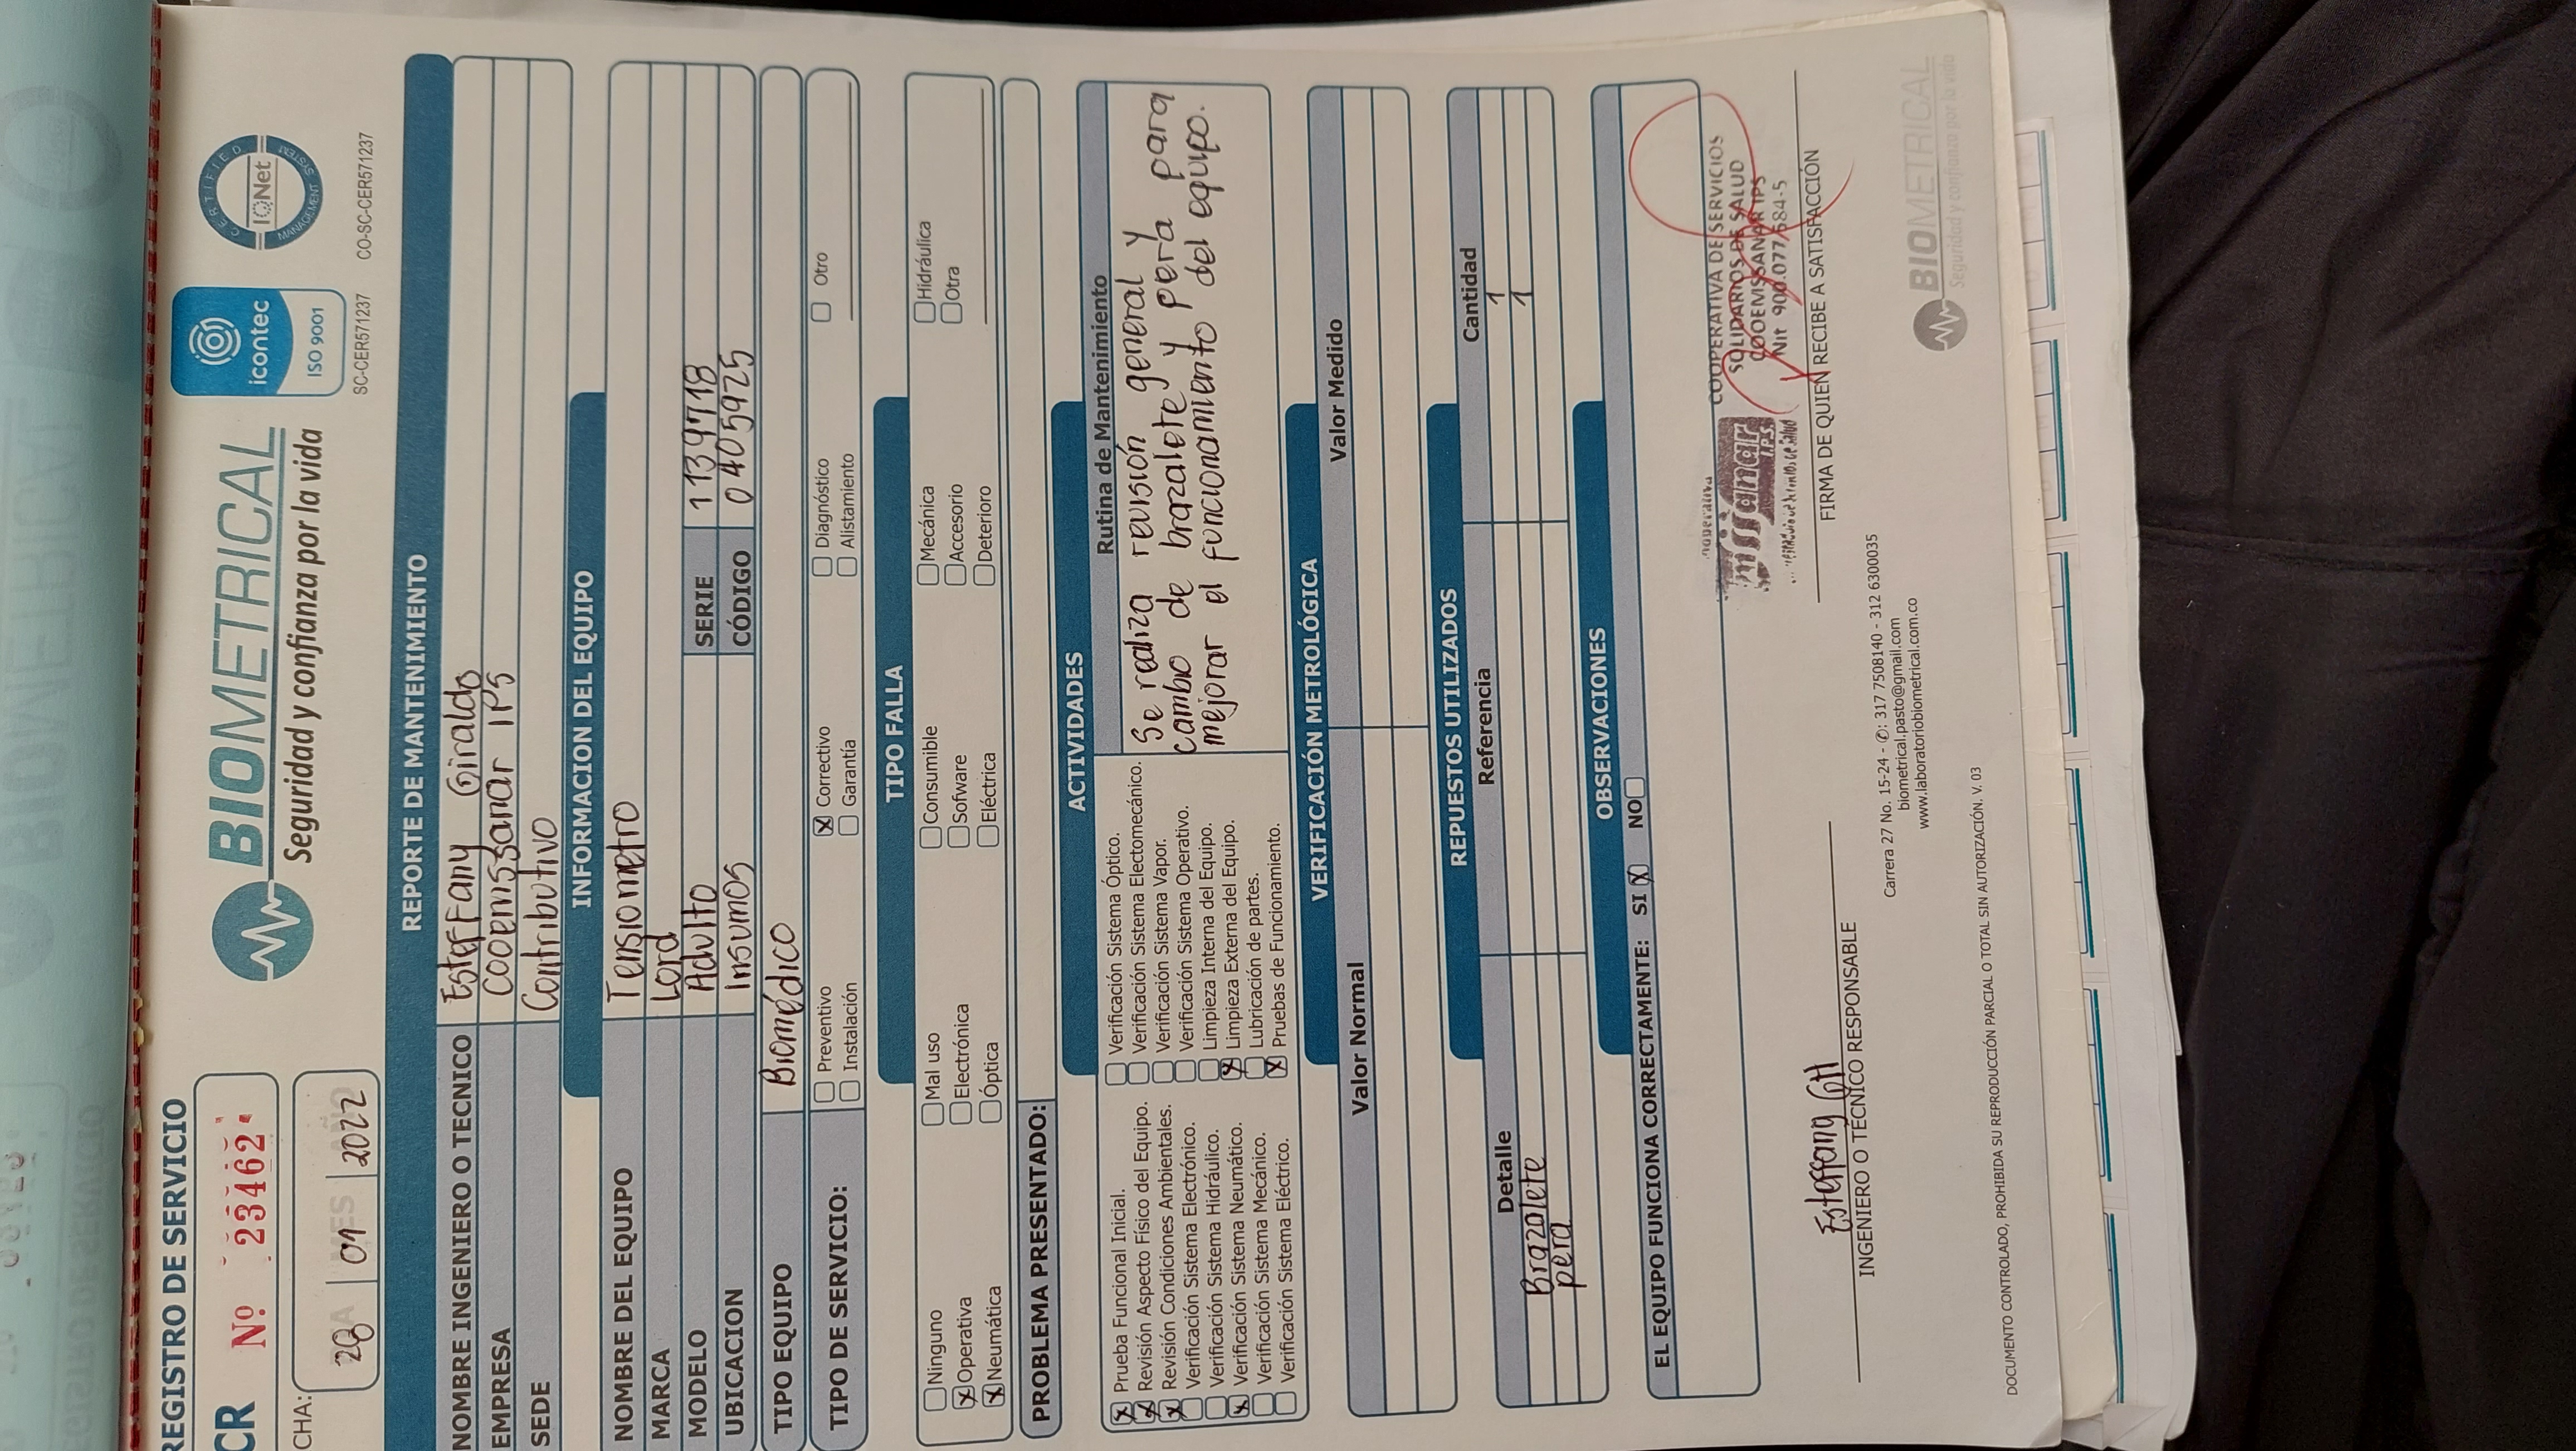 REGISTRO DE SERVICIO
CR Nº 23462
CHA:
28 01 2022
BIOMETRICAL
Seguridad y confianza por la vida
icontec
ISO 9001
SC-CER571237
CERTIFIED
IQNet
MANAGEMENT SYSTEM
CO-SC-CER571237
REPORTE DE MANTENIMIENTO
NOMBRE INGENIERO O TECNICO Esteffany Giraldo
EMPRESA Cooemssanar IPS
SEDE Contributivo
INFORMACION DEL EQUIPO
NOMBRE DEL EQUIPO Tensiometro
MARCA Lord
MODELO Adulto SERIE 1139718
UBICACION Insumos CÓDIGO 0405925
TIPO EQUIPO Biomédico
TIPO DE SERVICIO:
Preventivo X Correctivo Diagnóstico Otro
Instalación Garantía Alistamiento
TIPO FALLA
Ninguno Mal uso Consumible Mecánica Hidráulica
X Operativa Electrónica Sofware Accesorio Otra
X Neumática Óptica Eléctrica Deterioro
PROBLEMA PRESENTADO:
ACTIVIDADES
X Prueba Funcional Inicial.
X Revisión Aspecto Físico del Equipo.
X Revisión Condiciones Ambientales.
Verificación Sistema Electrónico.
Verificación Sistema Hidráulico.
X Verificación Sistema Neumático.
Verificación Sistema Mecánico.
Verificación Sistema Eléctrico.
Verificación Sistema Óptico.
Verificación Sistema Electomecánico.
Verificación Sistema Vapor.
Verificación Sistema Operativo.
Limpieza Interna del Equipo.
X Limpieza Externa del Equipo.
Lubricación de partes.
X Pruebas de Funcionamiento.
Rutina de Mantenimiento
Se realiza revisión general y
cambio de brazalete y pera para
mejorar el funcionamiento del equipo.
VERIFICACIÓN METROLÓGICA
Valor Normal Valor Medido
REPUESTOS UTILIZADOS
Detalle Referencia Cantidad
Brazalete 1
pera 1
OBSERVACIONES
EL EQUIPO FUNCIONA CORRECTAMENTE: SI X NO
COOPERATIVA DE SERVICIOS
SOLIDARIOS DE SALUD
COOEMSSANAR IPS
Nit 900.077.584-5
mssanar
I.P.S.
Esteffany GH
INGENIERO O TÉCNICO RESPONSABLE
FIRMA DE QUIEN RECIBE A SATISFACCIÓN
Carrera 27 No. 15-24 - ✆: 317 7508140 - 312 6300035
biometrical.pasto@gmail.com
www.laboratoriobiometrical.com.co
BIOMETRICAL
Seguridad y confianza por la vida
DOCUMENTO CONTROLADO, PROHIBIDA SU REPRODUCCIÓN PARCIAL O TOTAL SIN AUTORIZACIÓN. V. 03